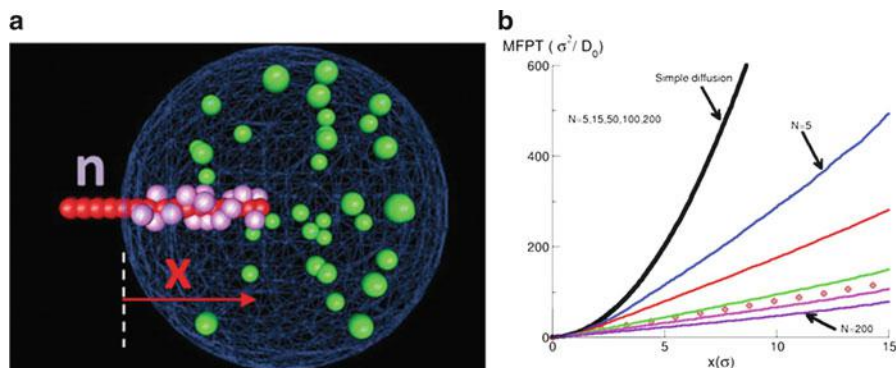 a
b
n
X
MFPT ( σ²/ D₀)
600
400
200
0
Simple diffusion
N=5,15,50,100,200
N=5
N=200
0
5
10
15
x(σ)